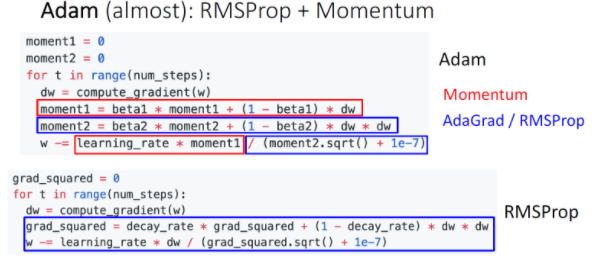 Adam (almost): RMSProp + Momentum
moment1 = 0
moment2 = 0
for t in range(num_steps):
  dw = compute_gradient(w)
  moment1 = beta1 * moment1 + (1 - beta1) * dw
  moment2 = beta2 * moment2 + (1 - beta2) * dw * dw
  w -= learning_rate * moment1 / (moment2.sqrt() + 1e-7)
Adam
Momentum
AdaGrad / RMSProp
grad_squared = 0
for t in range(num_steps):
  dw = compute_gradient(w)
  grad_squared = decay_rate * grad_squared + (1 - decay_rate) * dw * dw
  w -= learning_rate * dw / (grad_squared.sqrt() + 1e-7)
RMSProp